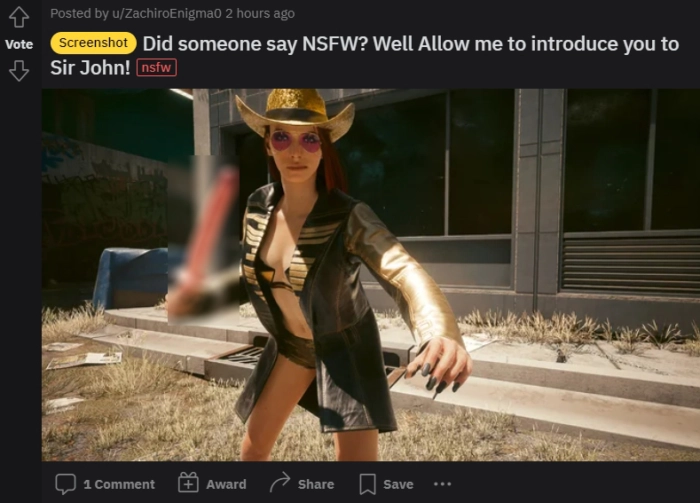 Posted by u/ZachiroEnigma0 2 hours ago
Vote
Screenshot Did someone say NSFW? Well Allow me to introduce you to
Sir John! nsfw
1 Comment Award Share Save